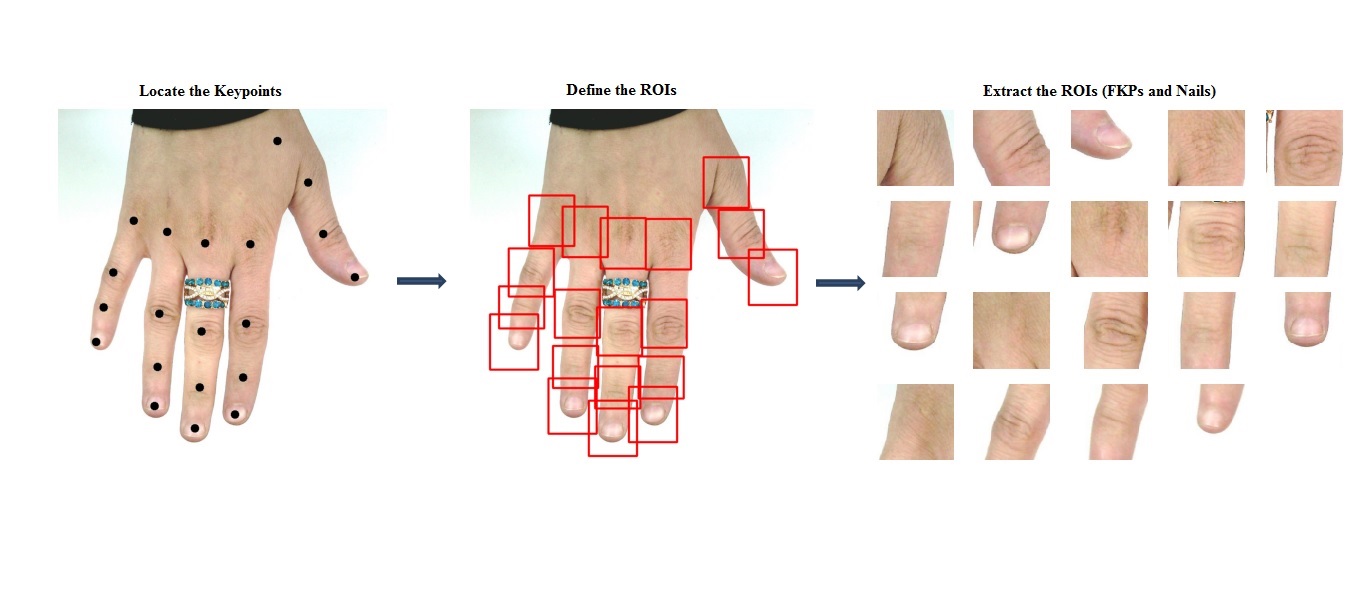 Locate the Keypoints
Define the ROIs
Extract the ROIs (FKPs and Nails)